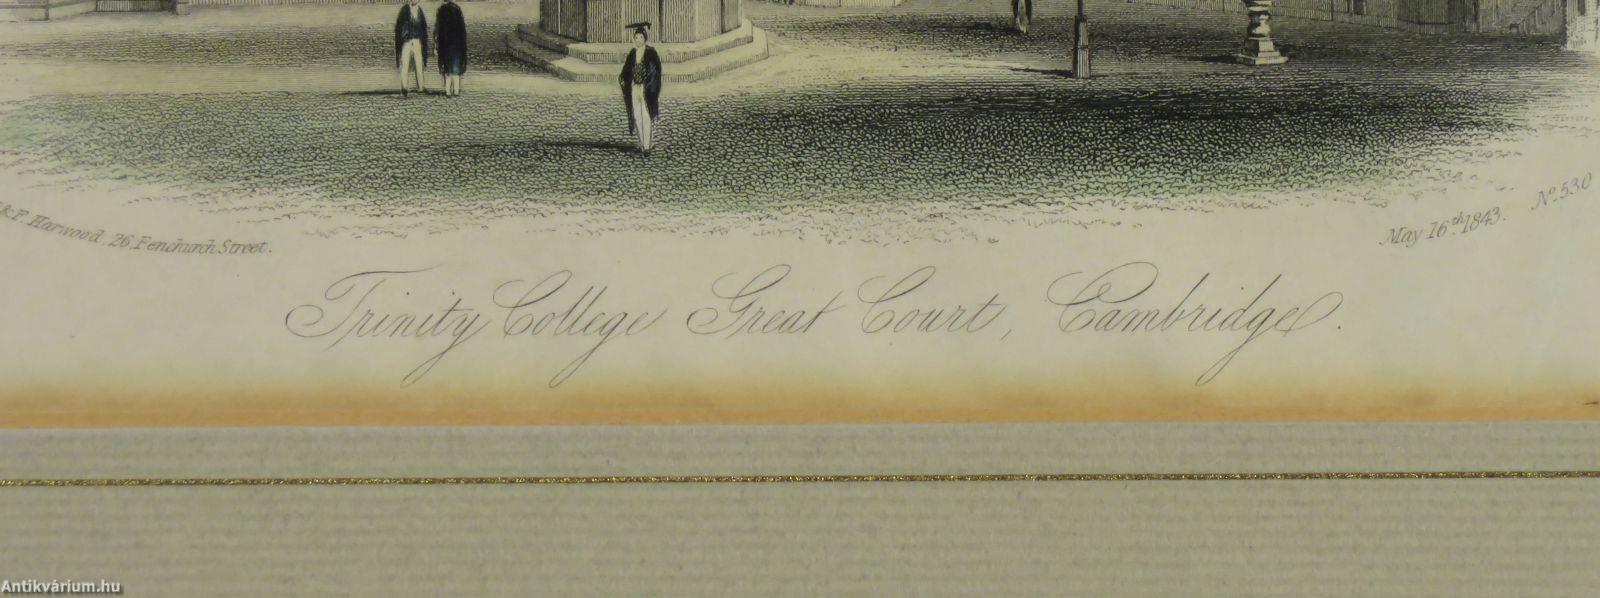 & F. Harwood, 26, Fenchurch Street.
May 16th 1843.
No. 530
Trinity College Great Court, Cambridge.
Antikvárium.hu